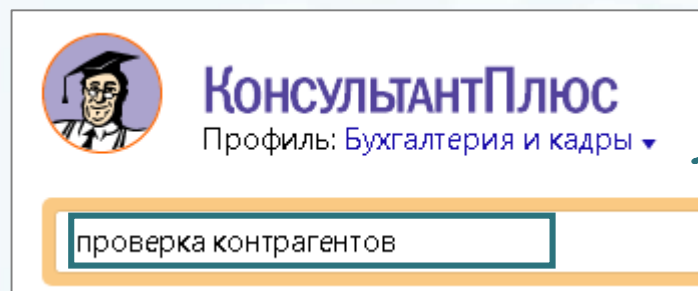 КонсультантПлюс
Профиль: Бухгалтерия и кадры
проверка контрагентов